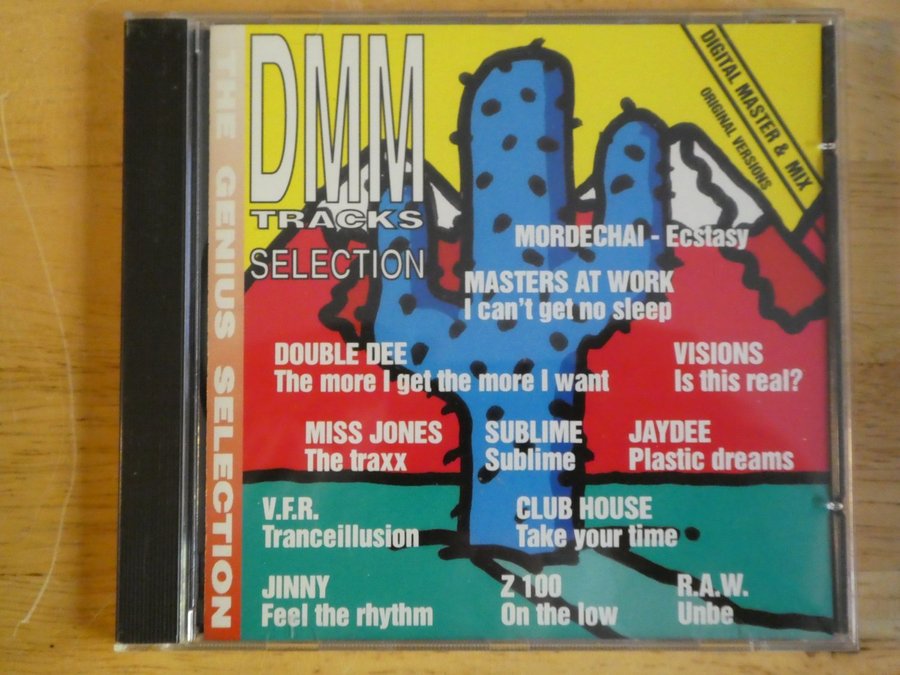 THE GENIUS SELECTION
DMM
TRACKS
SELECTION
DIGITAL MASTER & MIX
ORIGINAL VERSIONS
MORDECHAI - Ecstasy
MASTERS AT WORK
I can't get no sleep
DOUBLE DEE
The more I get the more I want
VISIONS
Is this real?
MISS JONES
The traxx
SUBLIME
Sublime
JAYDEE
Plastic dreams
V.F.R.
Tranceillusion
CLUB HOUSE
Take your time
JINNY
Feel the rhythm
Z 100
On the low
R.A.W.
Unbe